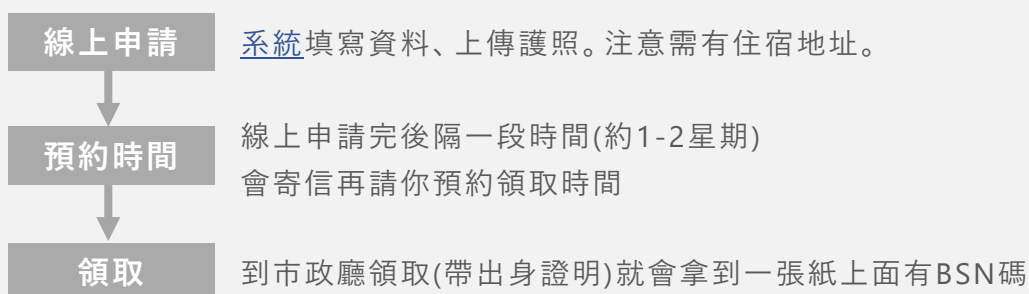 線上申請
系統填寫資料、上傳護照。注意需有住宿地址。
預約時間
線上申請完後隔一段時間(約1-2星期)
會寄信再請你預約領取時間
領取
到市政廳領取(帶出身證明)就會拿到一張紙上面有BSN碼